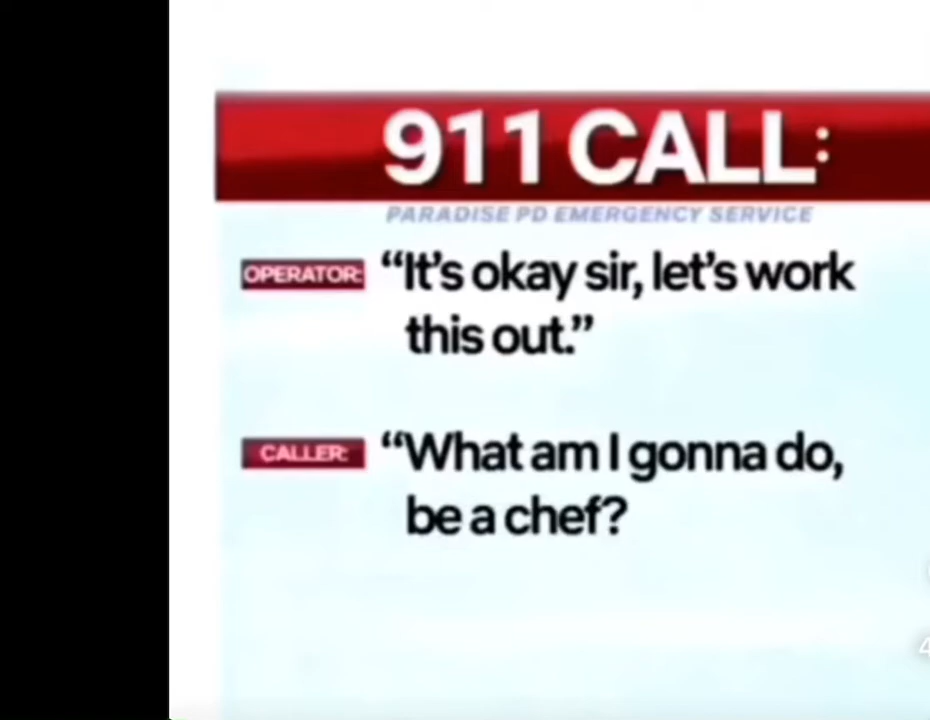 911 CALL:
PARADISE PD EMERGENCY SERVICE
OPERATOR: “It’s okay sir, let’s work
this out.”
CALLER: “What am I gonna do,
be a chef?
4